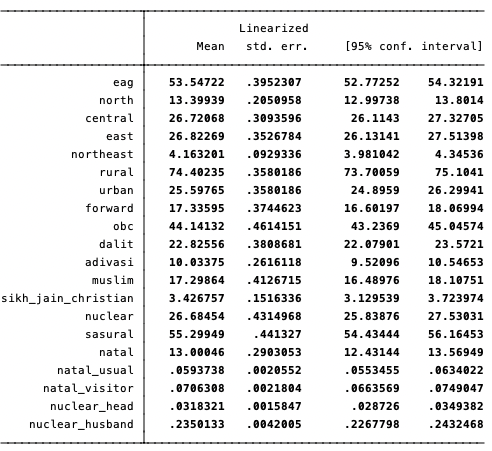 Linearized
Mean std. err. [95% conf. interval]
eag 53.54722 .3952307 52.77252 54.32191
north 13.39939 .2050958 12.99738 13.8014
central 26.72068 .3093596 26.1143 27.32705
east 26.82269 .3526784 26.13141 27.51398
northeast 4.163201 .0929336 3.981042 4.34536
rural 74.40235 .3580186 73.70059 75.1041
urban 25.59765 .3580186 24.8959 26.29941
forward 17.33595 .3744623 16.60197 18.06994
obc 44.14132 .4614151 43.2369 45.04574
dalit 22.82556 .3808681 22.07901 23.5721
adivasi 10.03375 .2616118 9.52096 10.54653
muslim 17.29864 .4126715 16.48976 18.10751
sikh_jain_christian 3.426757 .1516336 3.129539 3.723974
nuclear 26.68454 .4314968 25.83876 27.53031
sasural 55.29949 .441327 54.43444 56.16453
natal 13.00046 .2903053 12.43144 13.56949
natal_usual .0593738 .0020552 .0553455 .0634022
natal_visitor .0706308 .0021804 .0663569 .0749047
nuclear_head .0318321 .0015847 .028726 .0349382
nuclear_husband .2350133 .0042005 .2267798 .2432468